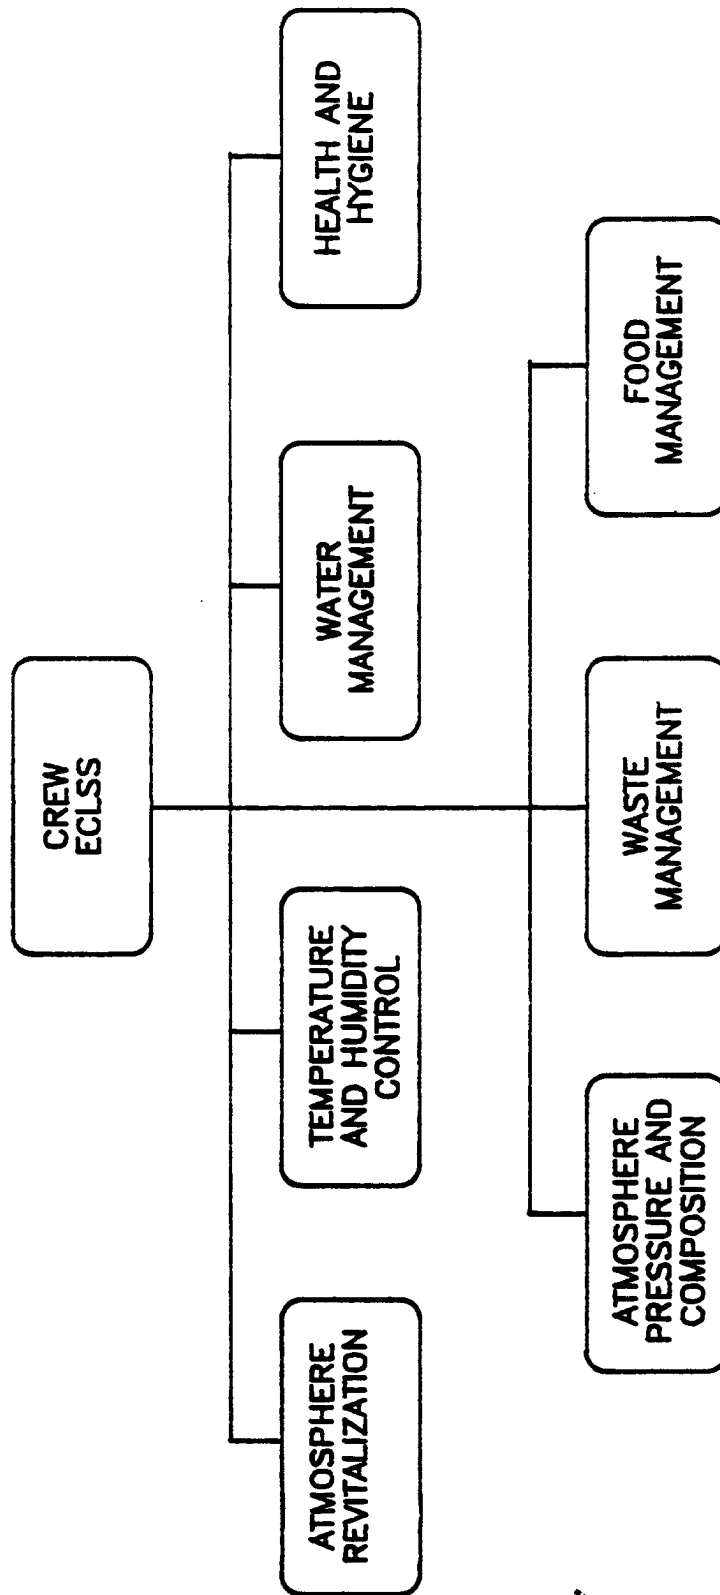 CREW
ECLSS
ATMOSPHERE
REVITALIZATION
TEMPERATURE
AND HUMIDITY
CONTROL
WATER
MANAGEMENT
HEALTH AND
HYGIENE
ATMOSPHERE
PRESSURE AND
COMPOSITION
WASTE
MANAGEMENT
FOOD
MANAGEMENT